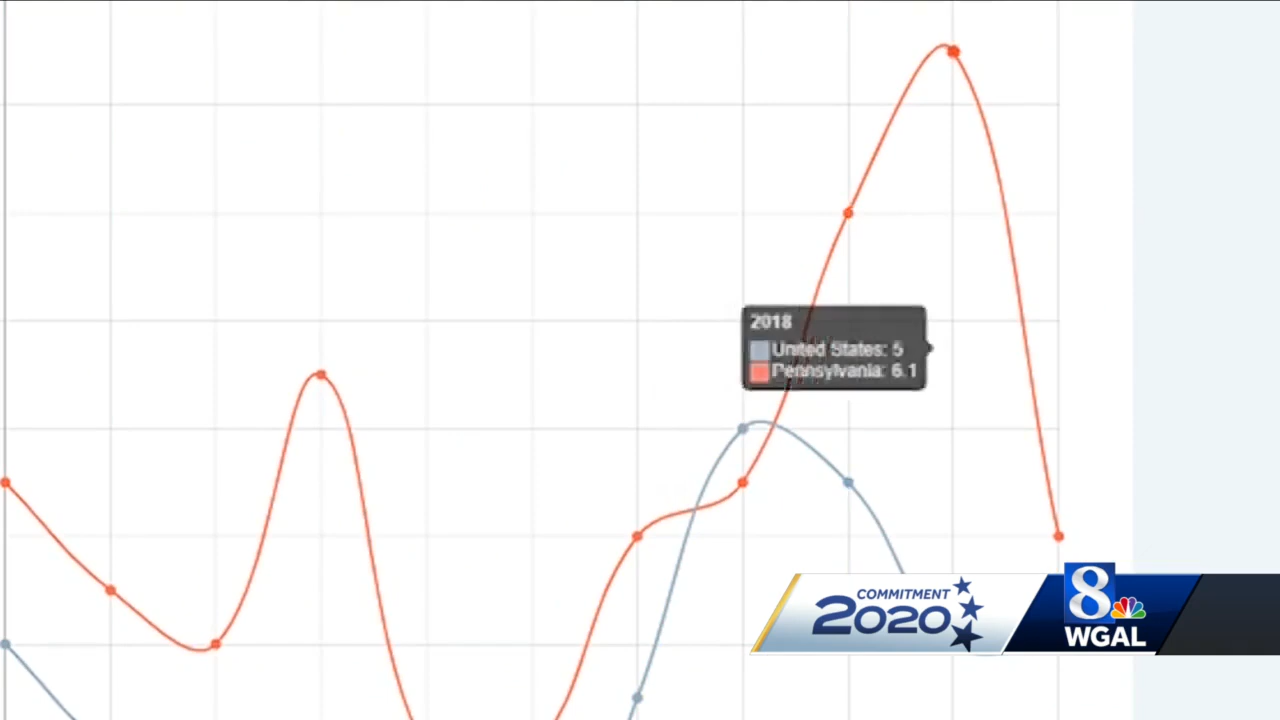 2018
United States: 5
Pennsylvania: 6.1
COMMITMENT
2020
8
WGAL